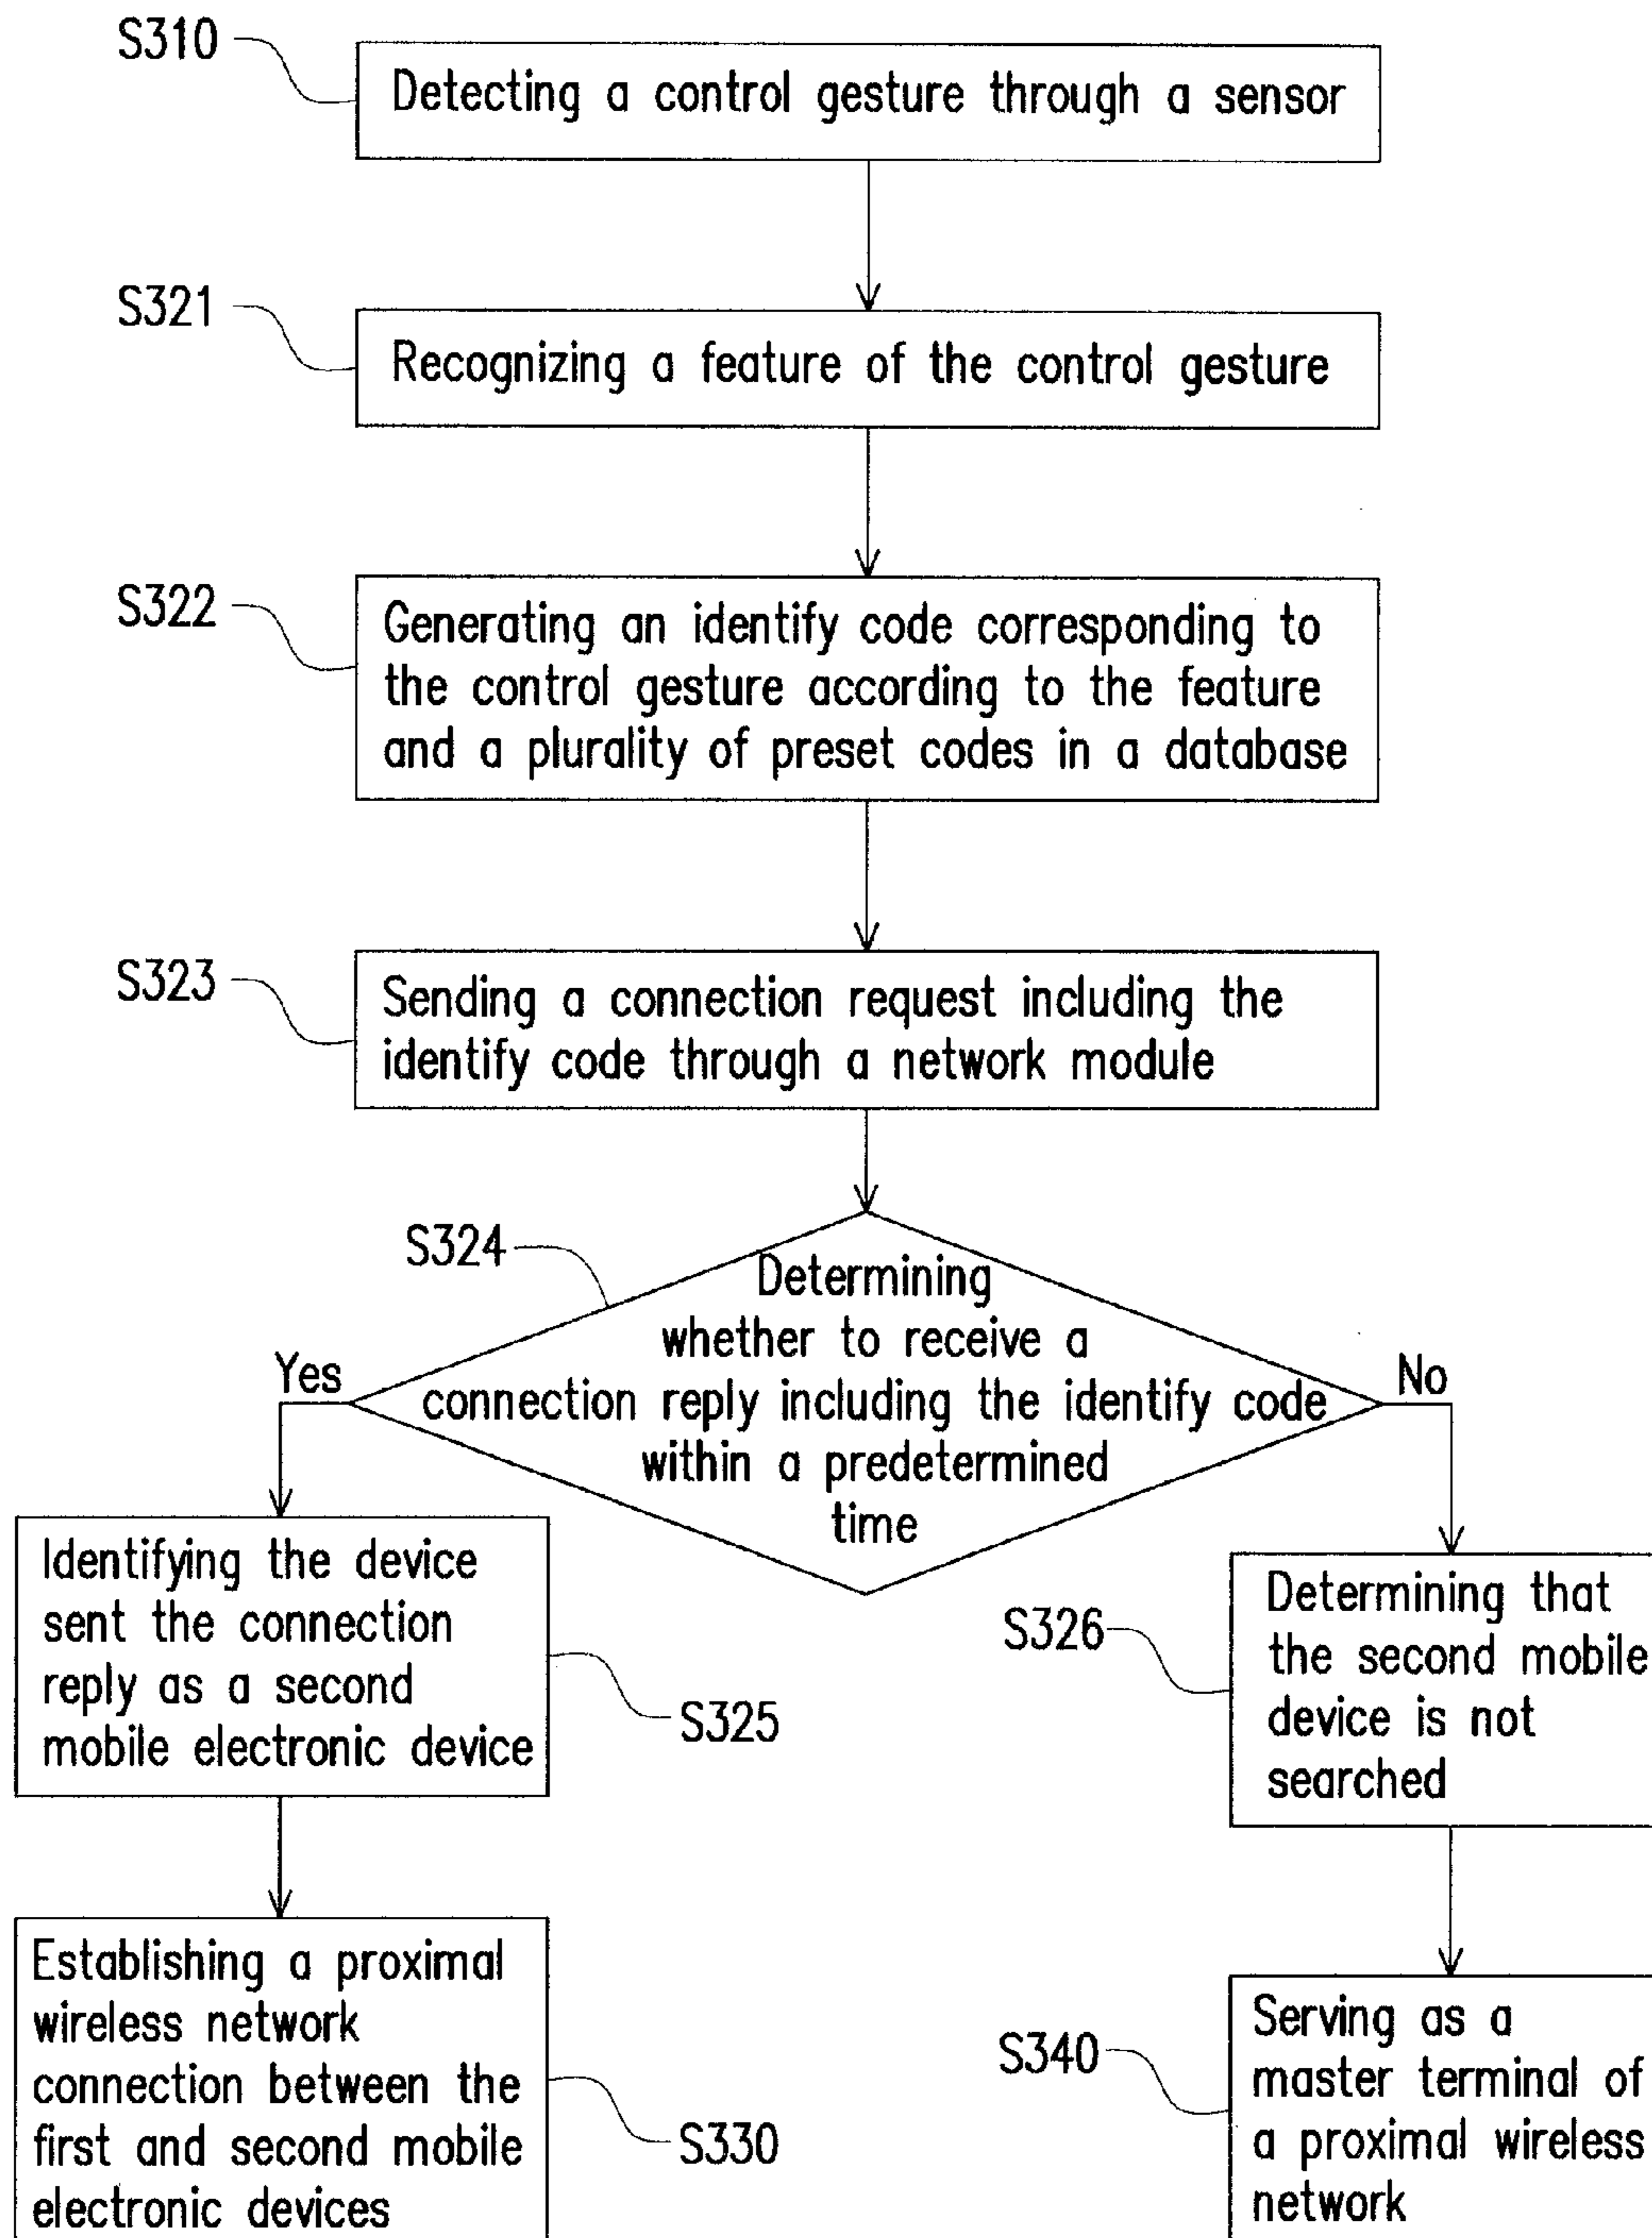 S310
Detecting a control gesture through a sensor
S321
Recognizing a feature of the control gesture
S322
Generating an identify code corresponding to
the control gesture according to the feature
and a plurality of preset codes in a database
S323
Sending a connection request including the
identify code through a network module
S324
Determining
whether to receive a
connection reply including the identify code
within a predetermined
time
Yes
No
Identifying the device
sent the connection
reply as a second
mobile electronic device
S325
S326
Determining that
the second mobile
device is not
searched
Establishing a proximal
wireless network
connection between the
first and second mobile
electronic devices
S330
S340
Serving as a
master terminal of
a proximal wireless
network